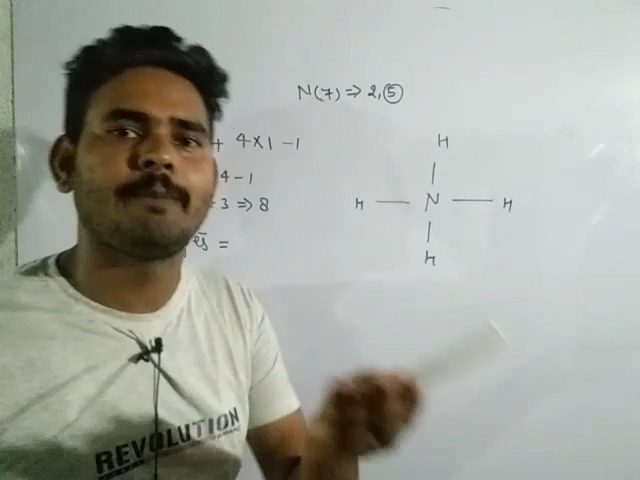 N(7) ⇒ 2, 5
+ 4×1 -1
4-1
+ 3 ⇒ 8
=
H
H — N — H
H
REVOLUTION